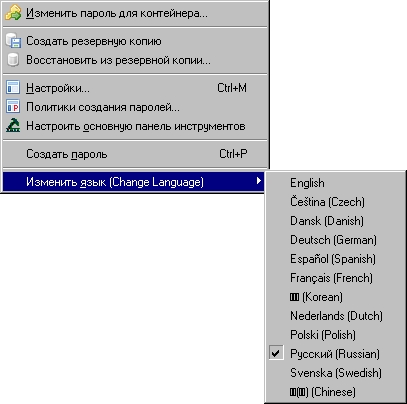 Изменить пароль для контейнера...
Создать резервную копию
Восстановить из резервной копии...
Настройки... Ctrl+M
Политики создания паролей...
Настроить основную панель инструментов
Создать пароль Ctrl+P
Изменить язык (Change Language)
English
Čeština (Czech)
Dansk (Danish)
Deutsch (German)
Español (Spanish)
Français (French)
(Korean)
Nederlands (Dutch)
Polski (Polish)
Русский (Russian)
Svenska (Swedish)
(Chinese)